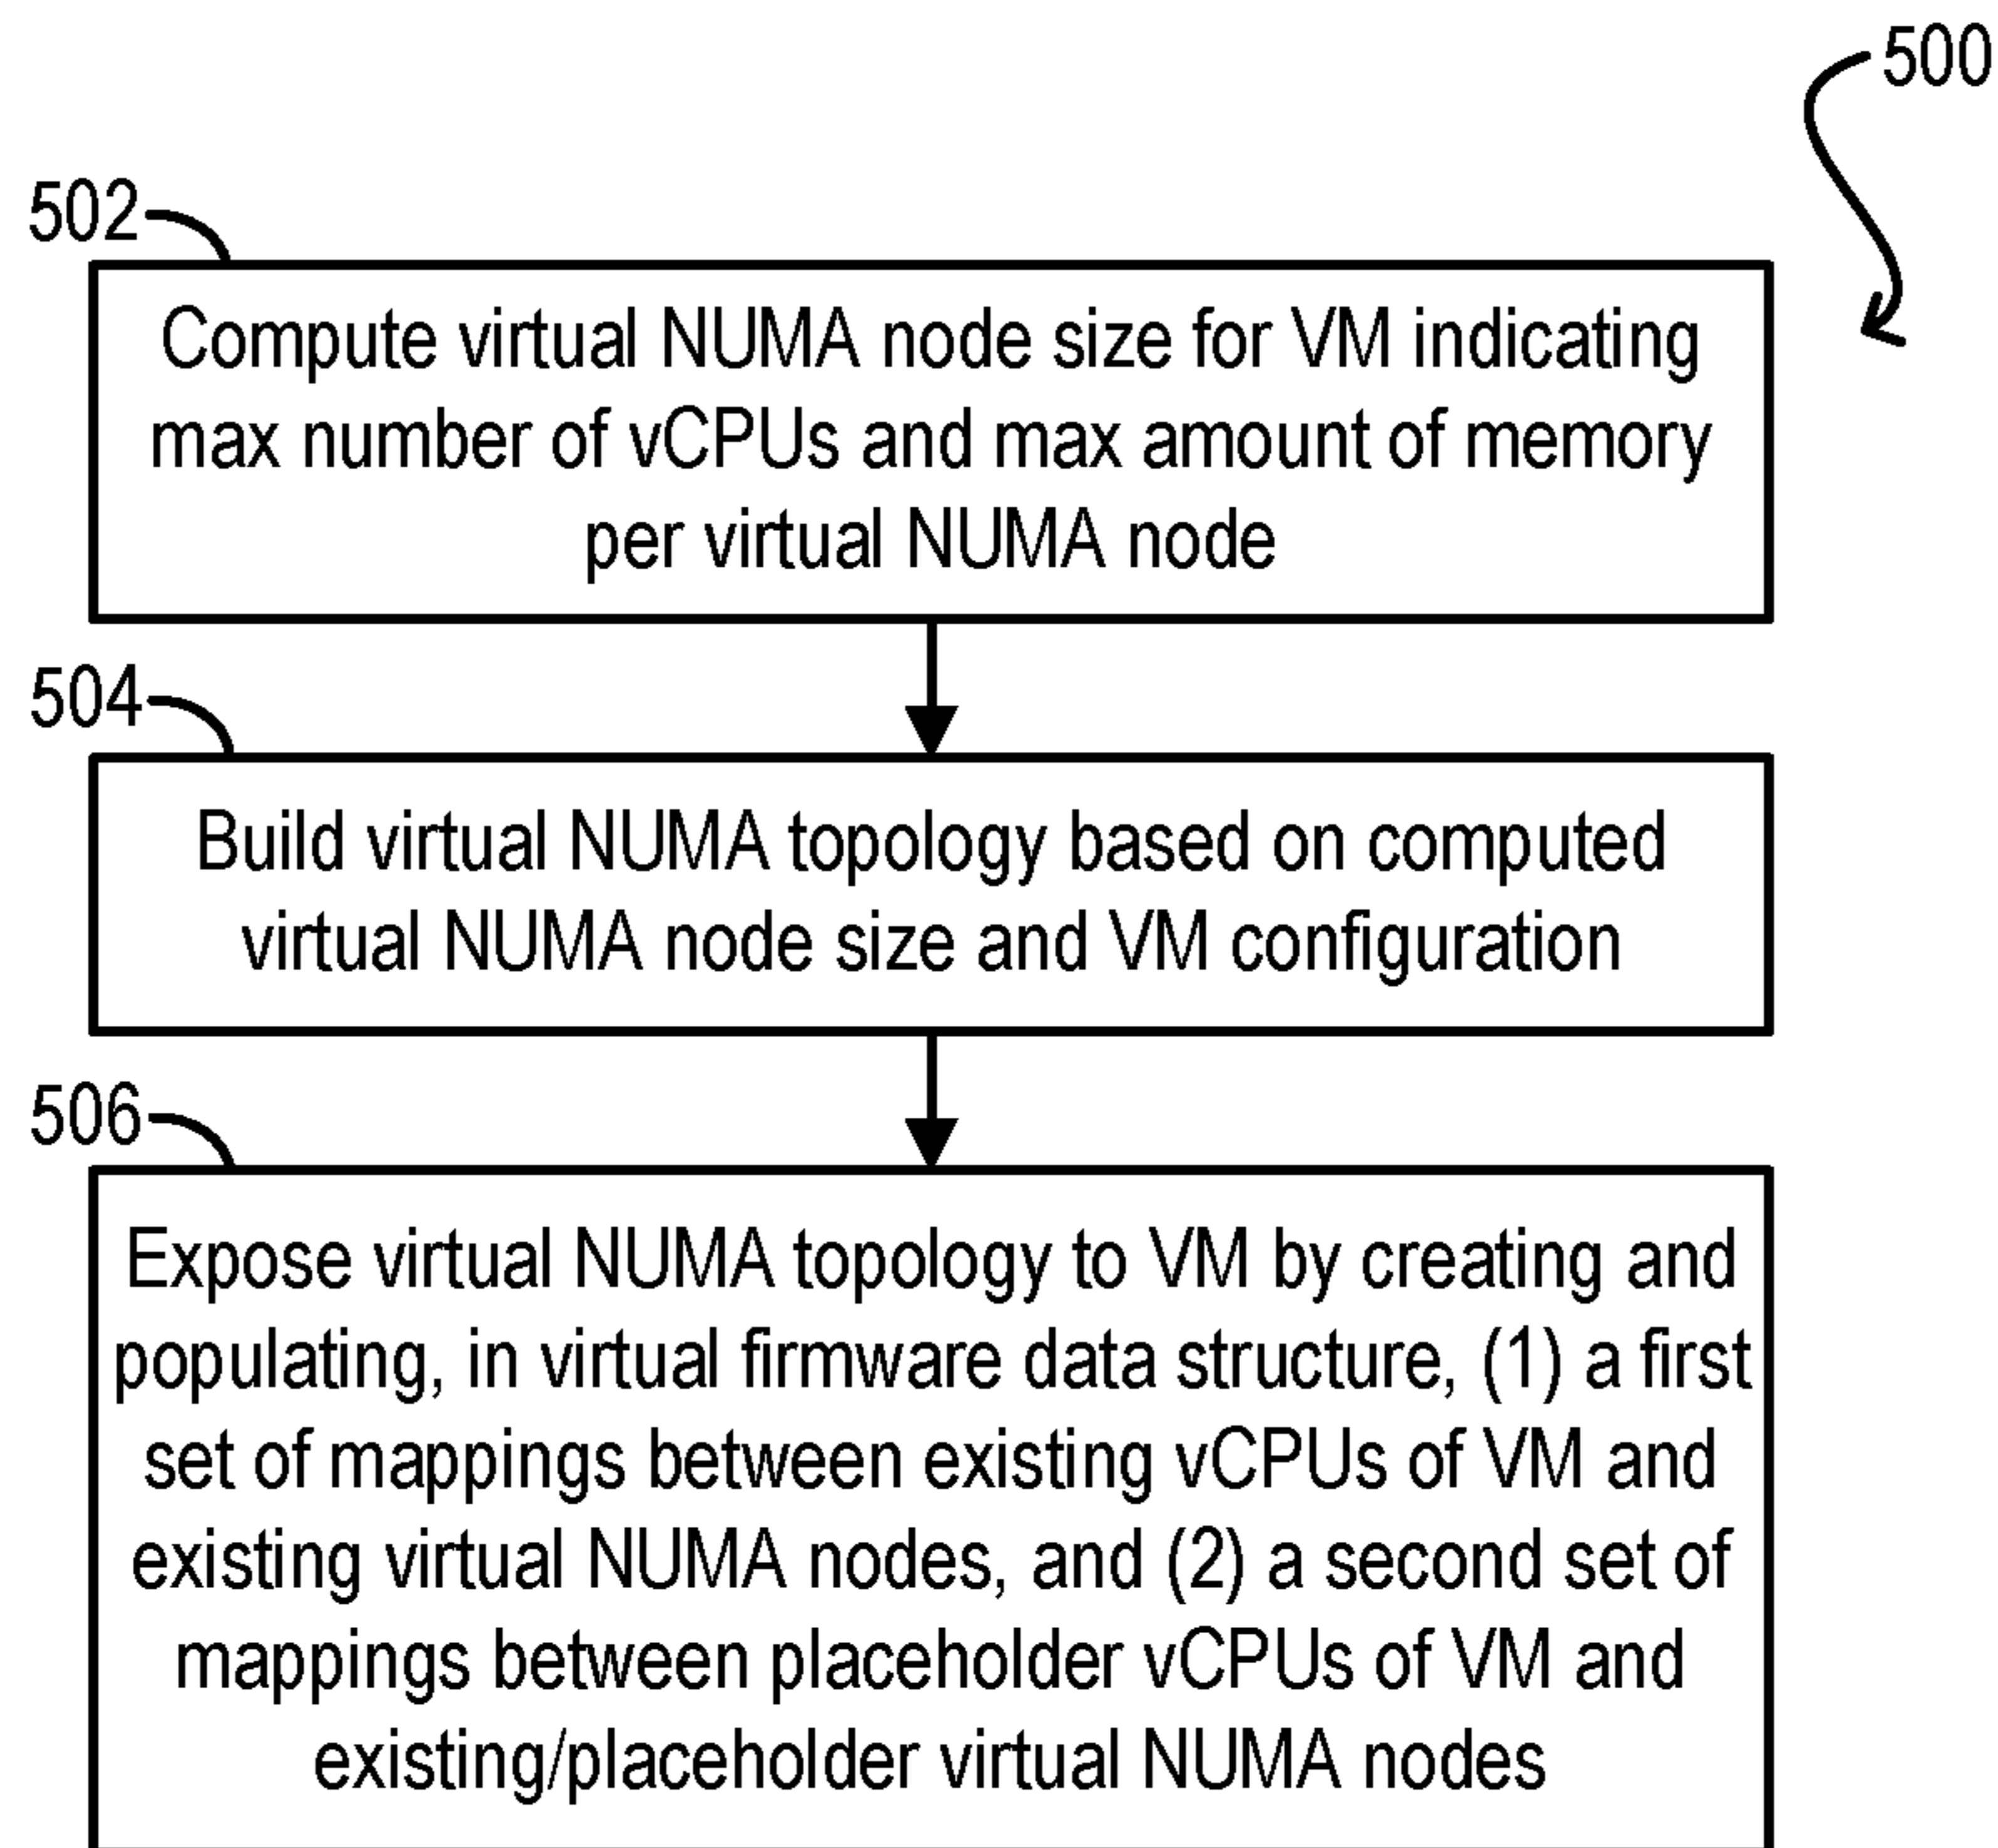 500
502
Compute virtual NUMA node size for VM indicating
max number of vCPUs and max amount of memory
per virtual NUMA node
504
Build virtual NUMA topology based on computed
virtual NUMA node size and VM configuration
506
Expose virtual NUMA topology to VM by creating and
populating, in virtual firmware data structure, (1) a first
set of mappings between existing vCPUs of VM and
existing virtual NUMA nodes, and (2) a second set of
mappings between placeholder vCPUs of VM and
existing/placeholder virtual NUMA nodes